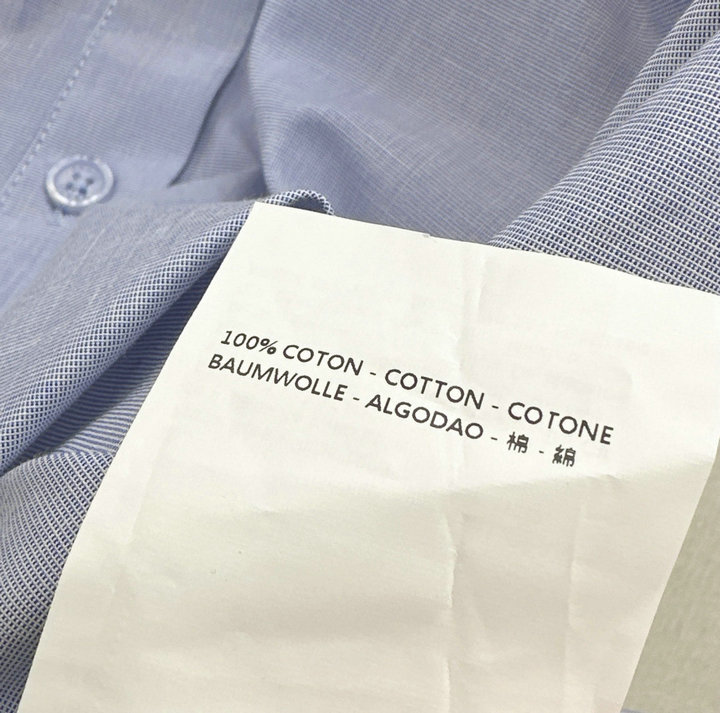 100% COTON - COTTON - COTONE
BAUMWOLLE - ALGODAO - 棉 - 綿